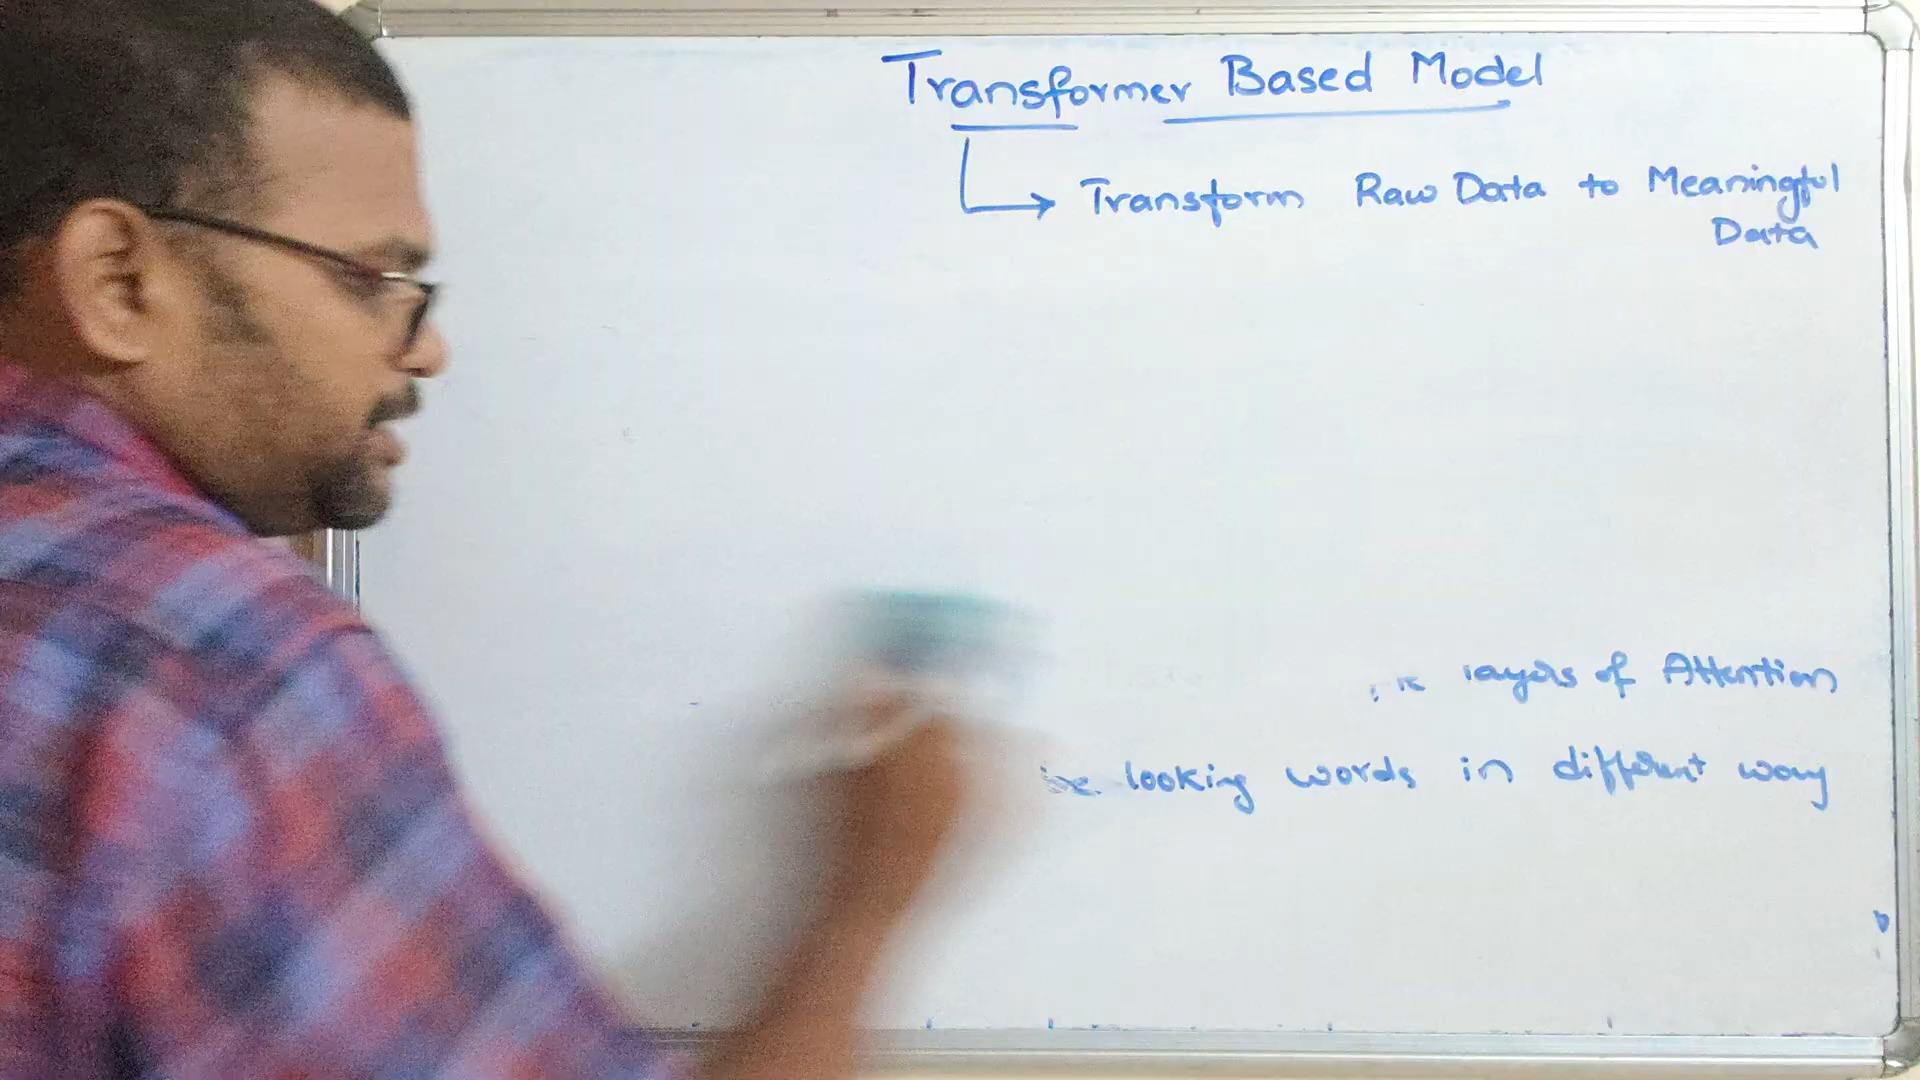 Transformer Based Model
Transform Raw Data to Meaningful
Data
layers of Attention
looking words in different way